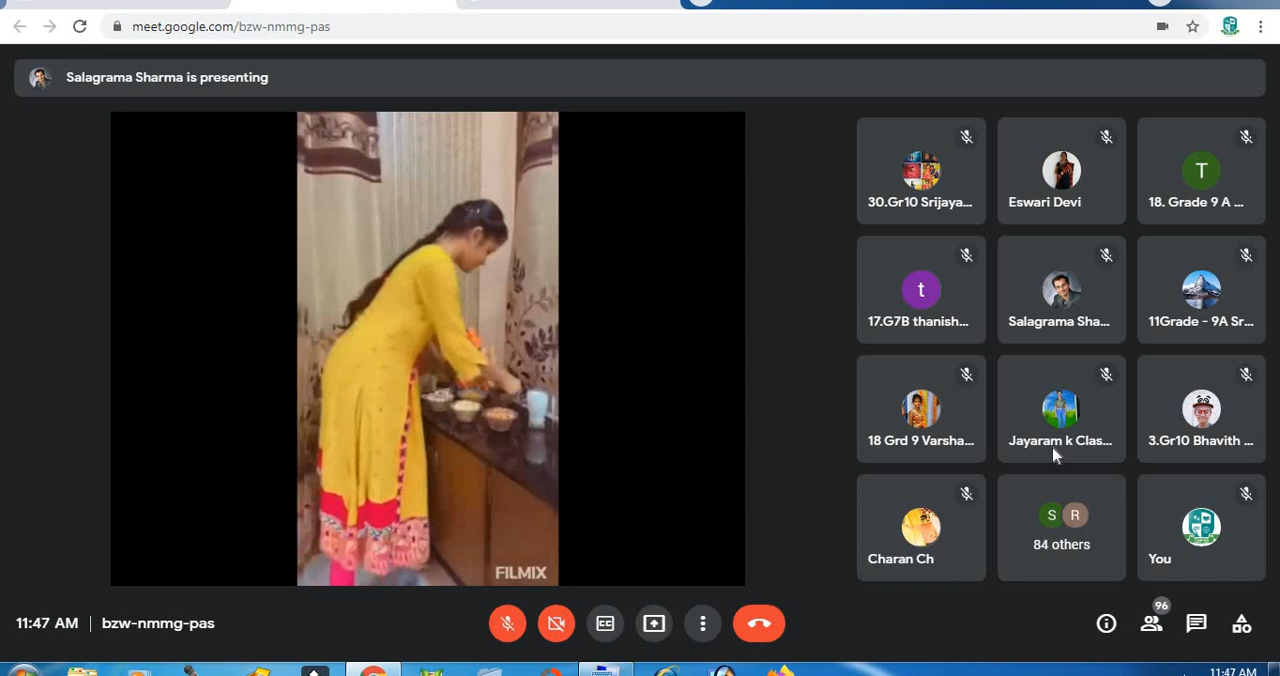 meet.google.com/bzw-nmmg-pas
Salagrama Sharma is presenting
30.Gr10 Srijaya...
Eswari Devi
T
18. Grade 9 A ...
t
17.G7B thanish...
Salagrama Sha...
11Grade - 9A Sr...
18 Grd 9 Varsha...
Jayaram k Clas...
3.Gr10 Bhavith ...
Charan Ch
S R
84 others
You
FILMIX
11:47 AM | bzw-nmmg-pas
CC
96
11:47 AM